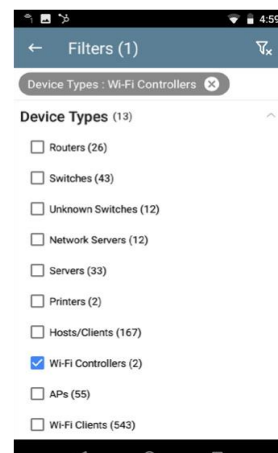 4:59
Filters (1)
Device Types : Wi-Fi Controllers
Device Types (13)
Routers (26)
Switches (43)
Unknown Switches (12)
Network Servers (12)
Servers (33)
Printers (2)
Hosts/Clients (167)
Wi-Fi Controllers (2)
APs (55)
Wi-Fi Clients (543)